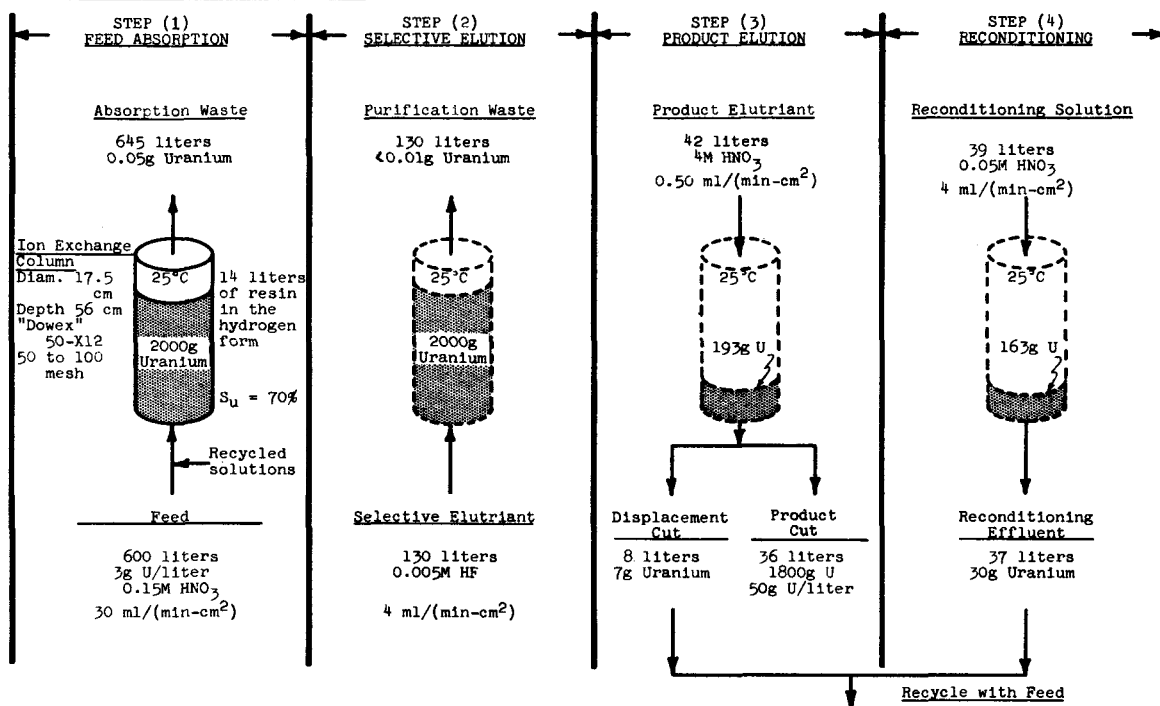 STEP (1)
FEED ABSORPTION
STEP (2)
SELECTIVE ELUTION
STEP (3)
PRODUCT ELUTION
STEP (4)
RECONDITIONING
Absorption Waste
645 liters
0.05g Uranium
Ion Exchange
Column
Diam. 17.5
cm
Depth 56 cm
"Dowex"
50-X12
50 to 100
mesh
25°C
2000g
Uranium
14 liters
of resin
in the
hydrogen
form
Su = 70%
Recycled
solutions
Feed
600 liters
3g U/liter
0.15M HNO3
30 ml/(min-cm2)
Purification Waste
130 liters
<0.01g Uranium
25°C
2000g
Uranium
Selective Elutriant
130 liters
0.005M HF
4 ml/(min-cm2)
Product Elutriant
42 liters
4M HNO3
0.50 ml/(min-cm2)
25°C
193g U
Displacement
Cut
8 liters
7g Uranium
Product
Cut
36 liters
1800g U
50g U/liter
Reconditioning Solution
39 liters
0.05M HNO3
4 ml/(min-cm2)
25°C
163g U
Reconditioning
Effluent
37 liters
30g Uranium
Recycle with Feed